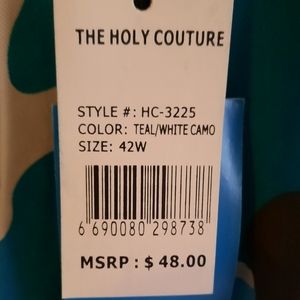 THE HOLY COUTURE
STYLE #: HC-3225
COLOR: TEAL/WHITE CAMO
SIZE: 42W
6 690080 298738
MSRP : $ 48.00